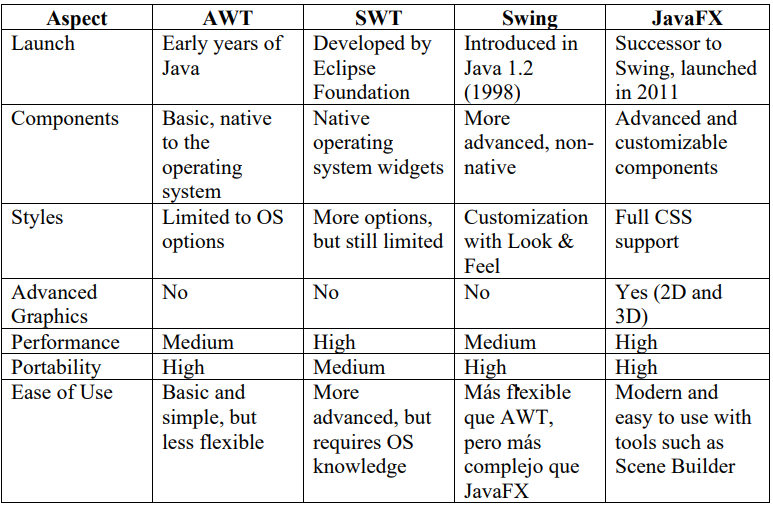 Aspect AWT SWT Swing JavaFX
Launch Early years of Java Developed by Eclipse Foundation Introduced in Java 1.2 (1998) Successor to Swing, launched in 2011
Components Basic, native to the operating system Native operating system widgets More advanced, non-native Advanced and customizable components
Styles Limited to OS options More options, but still limited Customization with Look & Feel Full CSS support
Advanced Graphics No No No Yes (2D and 3D)
Performance Medium High Medium High
Portability High Medium High High
Ease of Use Basic and simple, but less flexible More advanced, but requires OS knowledge Más flexible que AWT, pero más complejo que JavaFX Modern and easy to use with tools such as Scene Builder